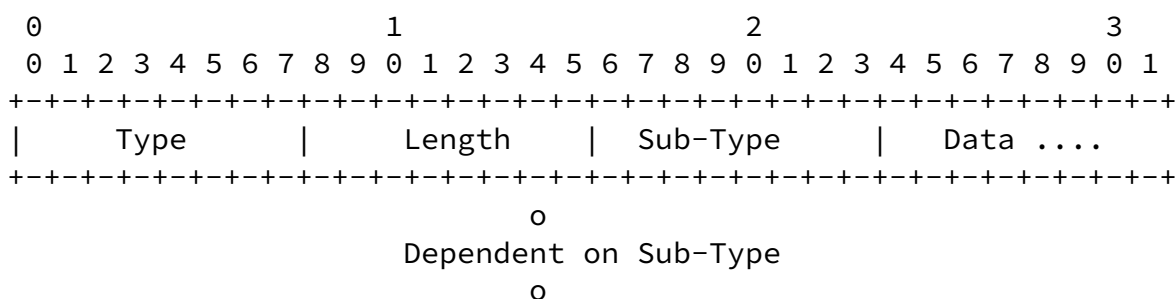 0                   1                   2                   3
 0 1 2 3 4 5 6 7 8 9 0 1 2 3 4 5 6 7 8 9 0 1 2 3 4 5 6 7 8 9 0 1
+-+-+-+-+-+-+-+-+-+-+-+-+-+-+-+-+-+-+-+-+-+-+-+-+-+-+-+-+-+-+-+-+
|     Type      |     Length    |  Sub-Type     |   Data ....
+-+-+-+-+-+-+-+-+-+-+-+-+-+-+-+-+-+-+-+-+-+-+-+-+-+-+-+-+-+-+-+-+
                             o
                      Dependent on Sub-Type
                             o